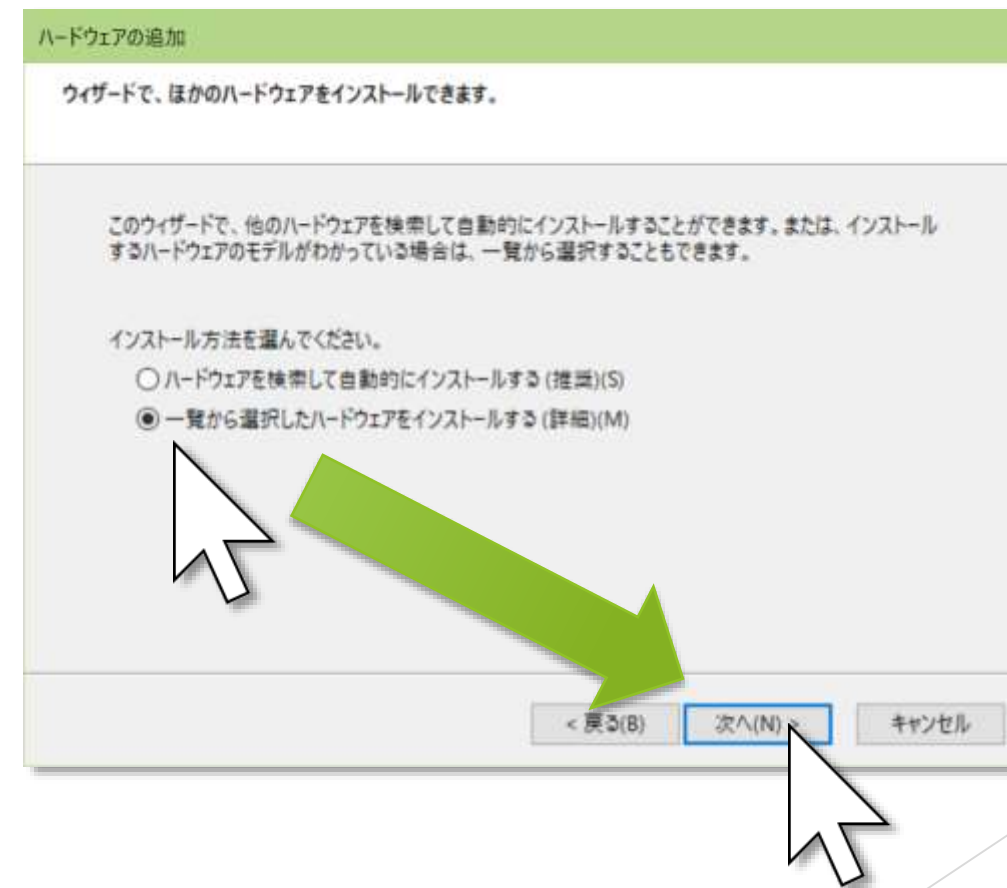 ハードウェアの追加
ウィザードで、ほかのハードウェアをインストールできます。
このウィザードで、他のハードウェアを検索して自動的にインストールすることができます。または、インストール
するハードウェアのモデルがわかっている場合は、一覧から選択することもできます。
インストール方法を選んでください。
ハードウェアを検索して自動的にインストールする (推奨)(S)
一覧から選択したハードウェアをインストールする (詳細)(M)
< 戻る(B) 次へ(N) > キャンセル